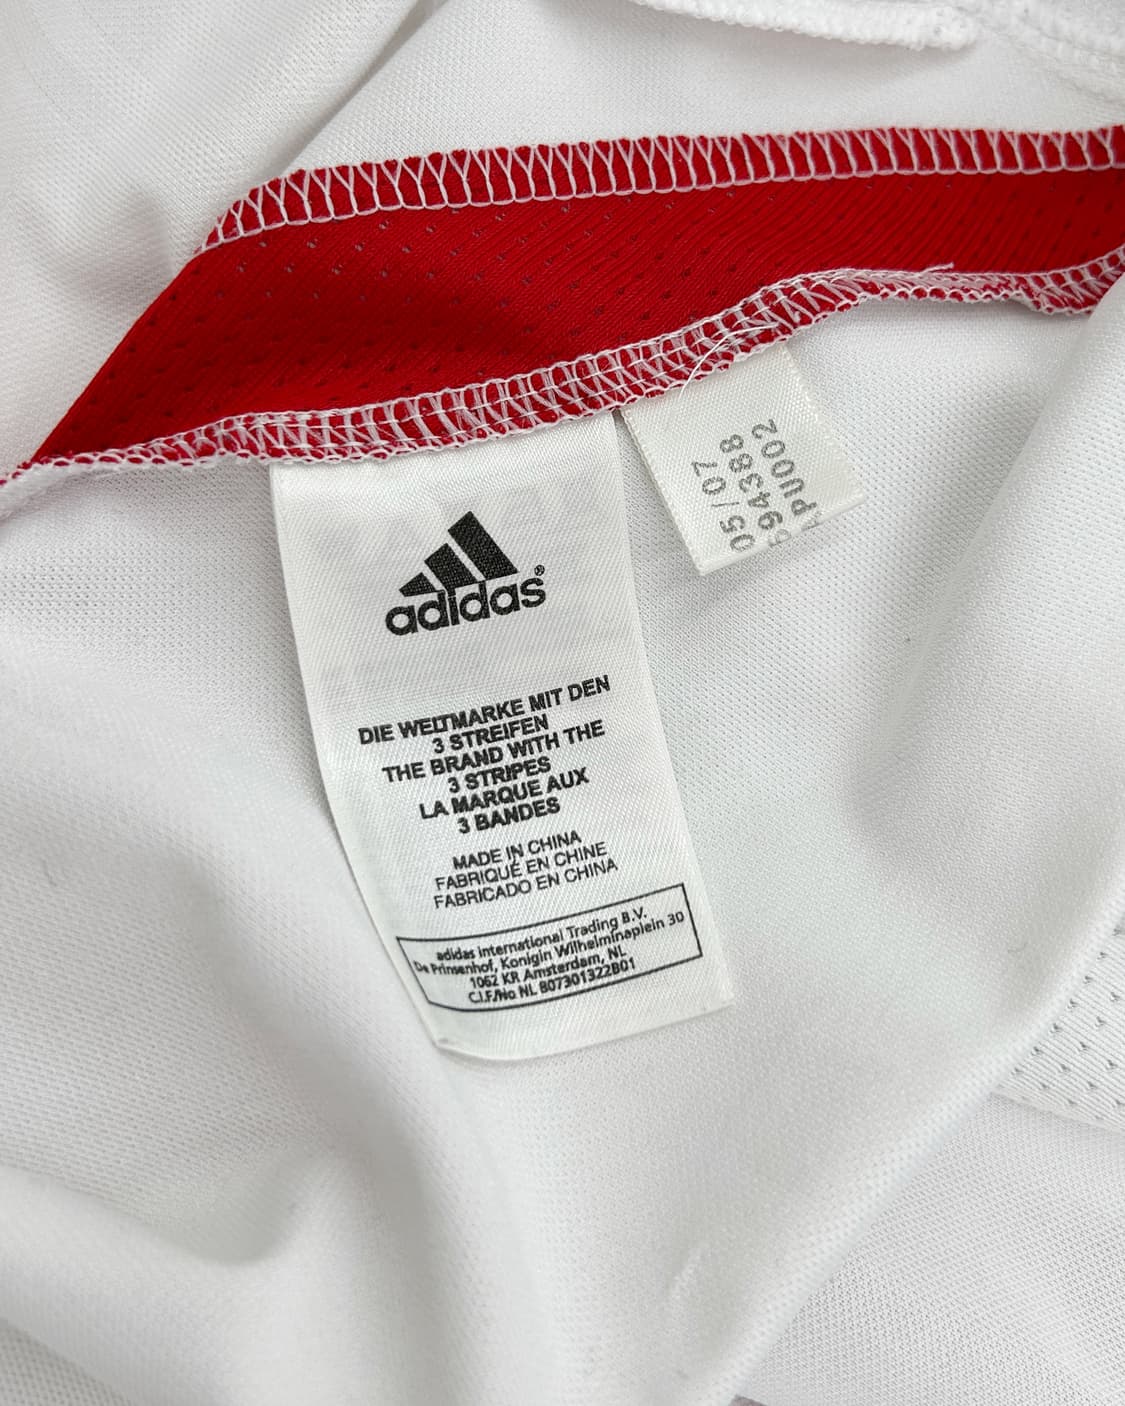 adidas®
DIE WELTMARKE MIT DEN
3 STREIFEN
THE BRAND WITH THE
3 STRIPES
LA MARQUE AUX
3 BANDES
MADE IN CHINA
FABRIQUÉ EN CHINE
FABRICADO EN CHINA
adidas International Trading B.V.
De Prinsenhof, Konigin Wilhelminaplein 30
1062 KR Amsterdam, NL
C.I.F./No NL 807301322B01
05/07
694388
APU002